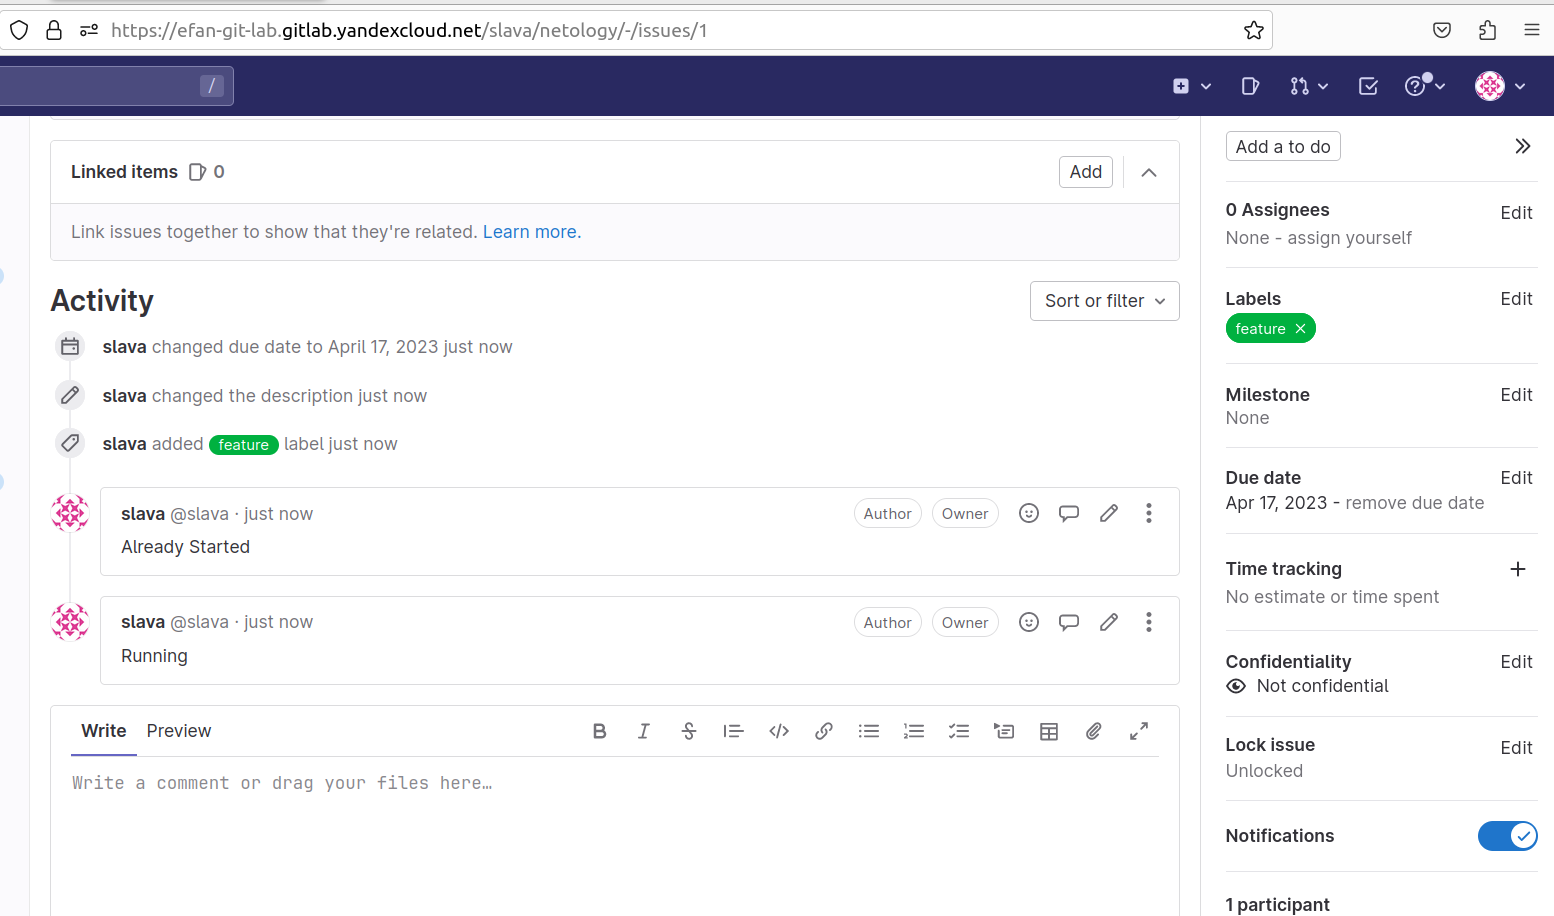 https://efan-git-lab.gitlab.yandexcloud.net/slava/netology/-/issues/1
/
Linked items 0
Add
Link issues together to show that they're related. Learn more.
Activity
Sort or filter
slava changed due date to April 17, 2023 just now
slava changed the description just now
slava added feature label just now
slava @slava · just now
Author Owner
Already Started
slava @slava · just now
Author Owner
Running
Write Preview
Write a comment or drag your files here…
Add a to do
0 Assignees Edit
None - assign yourself
Labels Edit
feature
Milestone Edit
None
Due date Edit
Apr 17, 2023 - remove due date
Time tracking
No estimate or time spent
Confidentiality Edit
Not confidential
Lock issue Edit
Unlocked
Notifications
1 participant